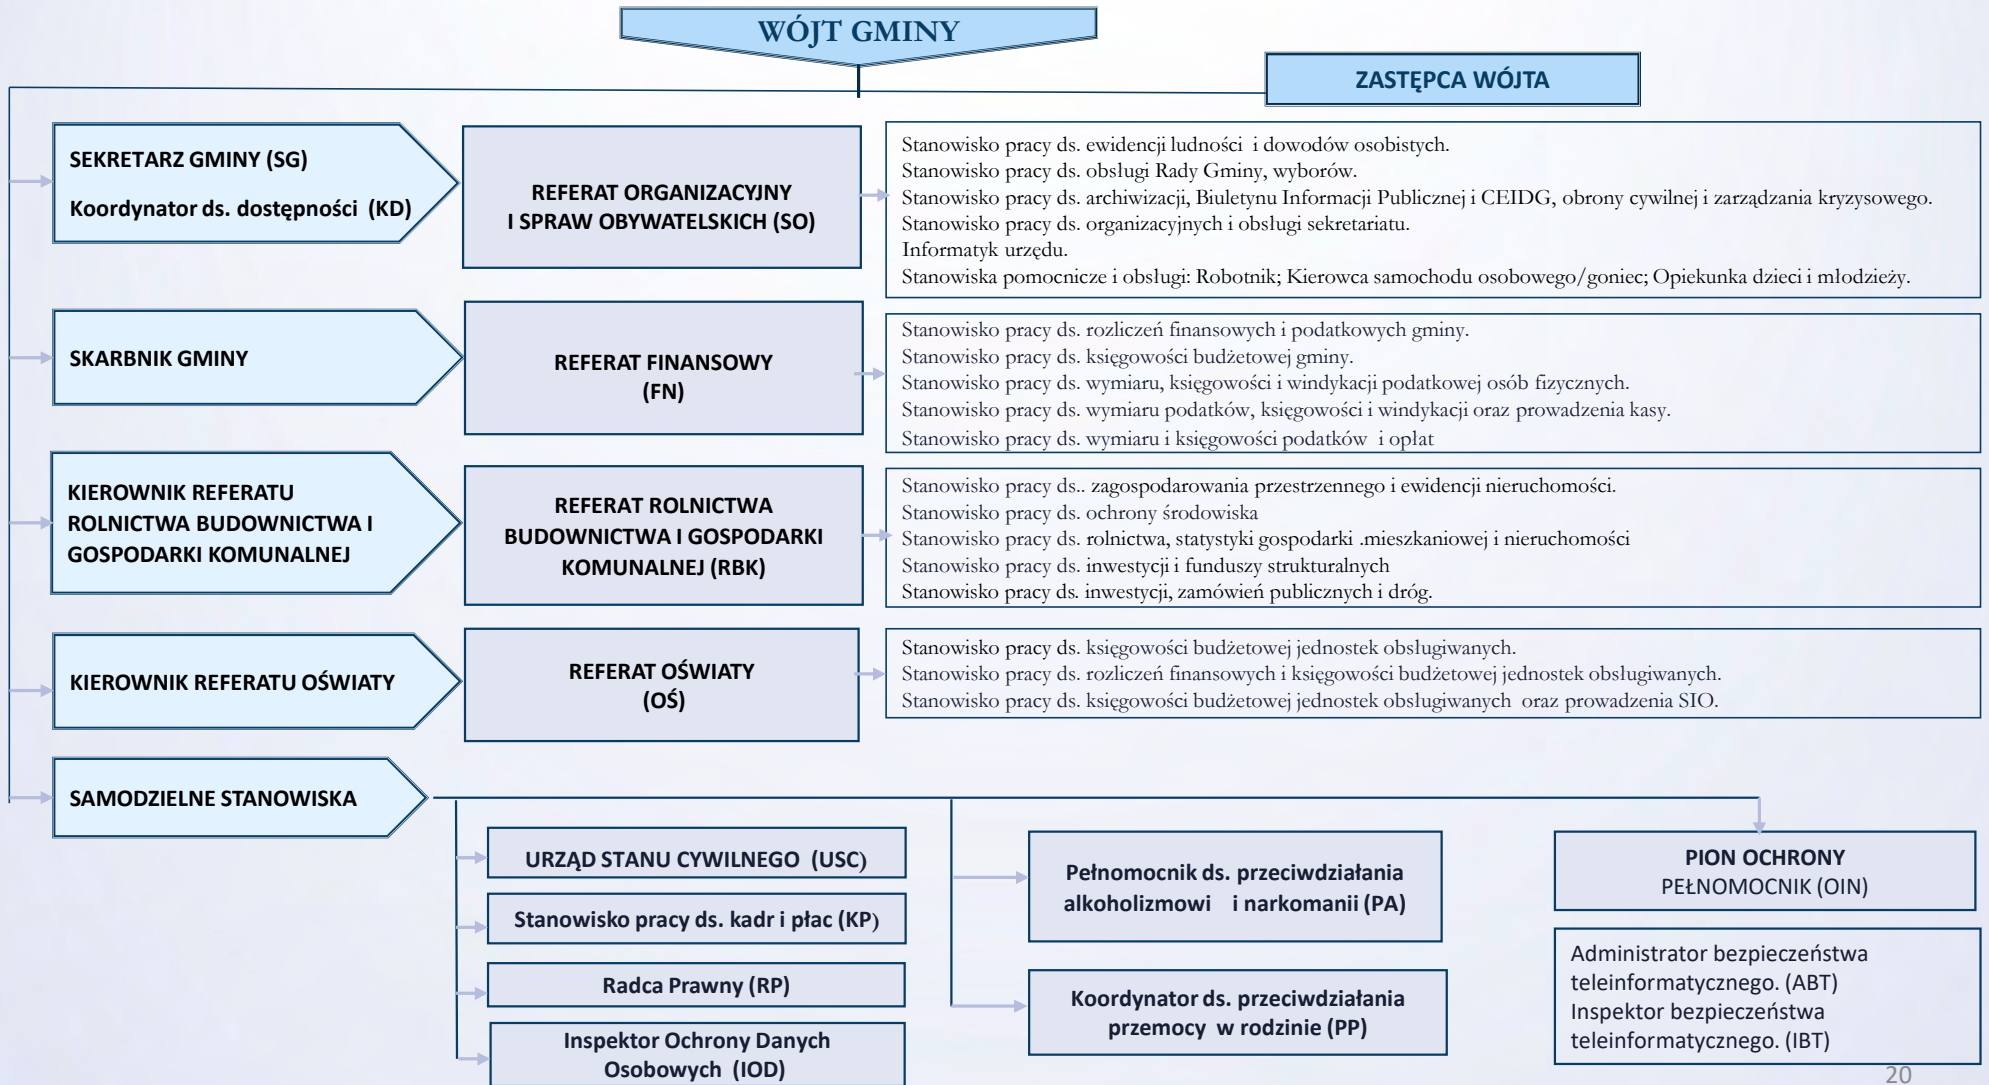 WÓJT GMINY
ZASTĘPCA WÓJTA
SEKRETARZ GMINY (SG)
Koordynator ds. dostępności (KD)
REFERAT ORGANIZACYJNY
I SPRAW OBYWATELSKICH (SO)
Stanowisko pracy ds. ewidencji ludności i dowodów osobistych.
Stanowisko pracy ds. obsługi Rady Gminy, wyborów.
Stanowisko pracy ds. archiwizacji, Biuletynu Informacji Publicznej i CEIDG, obrony cywilnej i zarządzania kryzysowego.
Stanowisko pracy ds. organizacyjnych i obsługi sekretariatu.
Informatyk urzędu.
Stanowiska pomocnicze i obsługi: Robotnik; Kierowca samochodu osobowego/goniec; Opiekunka dzieci i młodzieży.
SKARBNIK GMINY
REFERAT FINANSOWY
(FN)
Stanowisko pracy ds. rozliczeń finansowych i podatkowych gminy.
Stanowisko pracy ds. księgowości budżetowej gminy.
Stanowisko pracy ds. wymiaru, księgowości i windykacji podatkowej osób fizycznych.
Stanowisko pracy ds. wymiaru podatków, księgowości i windykacji oraz prowadzenia kasy.
Stanowisko pracy ds. wymiaru i księgowości podatków i opłat
KIEROWNIK REFERATU
ROLNICTWA BUDOWNICTWA I
GOSPODARKI KOMUNALNEJ
REFERAT ROLNICTWA
BUDOWNICTWA I GOSPODARKI
KOMUNALNEJ (RBK)
Stanowisko pracy ds.. zagospodarowania przestrzennego i ewidencji nieruchomości.
Stanowisko pracy ds. ochrony środowiska
Stanowisko pracy ds. rolnictwa, statystyki gospodarki .mieszkaniowej i nieruchomości
Stanowisko pracy ds. inwestycji i funduszy strukturalnych
Stanowisko pracy ds. inwestycji, zamówień publicznych i dróg.
KIEROWNIK REFERATU OŚWIATY
REFERAT OŚWIATY
(OŚ)
Stanowisko pracy ds. księgowości budżetowej jednostek obsługiwanych.
Stanowisko pracy ds. rozliczeń finansowych i księgowości budżetowej jednostek obsługiwanych.
Stanowisko pracy ds. księgowości budżetowej jednostek obsługiwanych oraz prowadzenia SIO.
SAMODZIELNE STANOWISKA
URZĄD STANU CYWILNEGO (USC)
Stanowisko pracy ds. kadr i płac (KP)
Radca Prawny (RP)
Inspektor Ochrony Danych
Osobowych (IOD)
Pełnomocnik ds. przeciwdziałania
alkoholizmowi i narkomanii (PA)
Koordynator ds. przeciwdziałania
przemocy w rodzinie (PP)
PION OCHRONY
PEŁNOMOCNIK (OIN)
Administrator bezpieczeństwa
teleinformatycznego. (ABT)
Inspektor bezpieczeństwa
teleinformatycznego. (IBT)
20